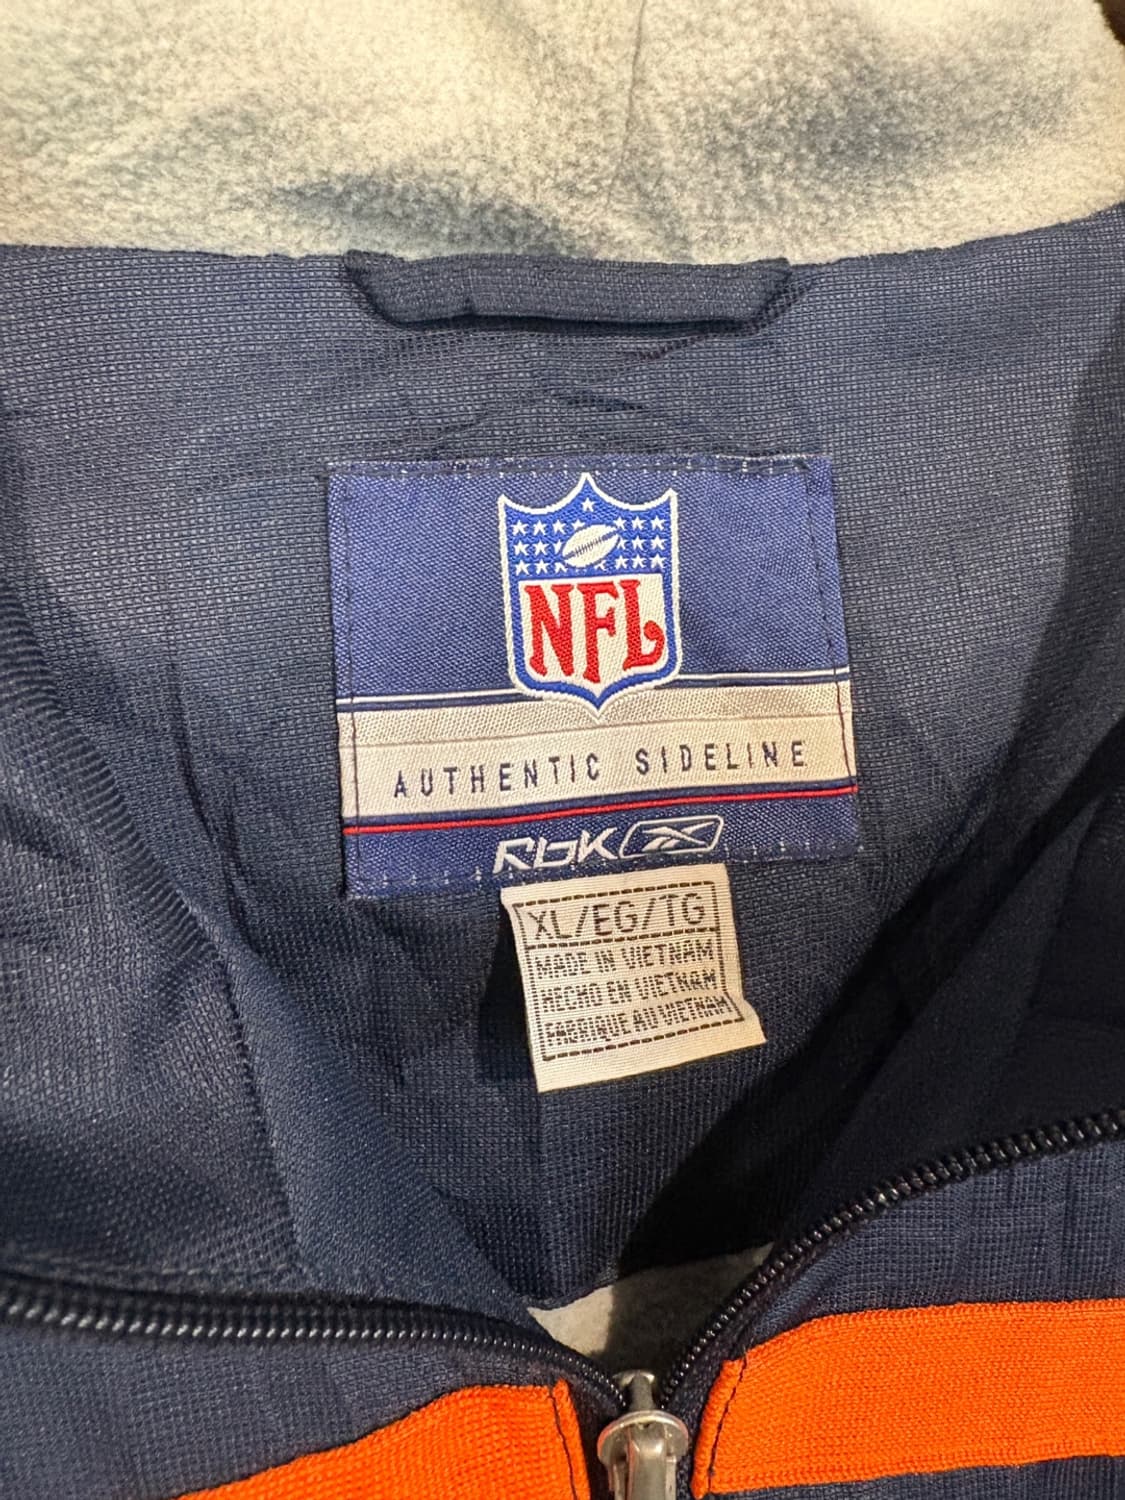 NFL
AUTHENTIC SIDELINE
RbK
XL/EG/TG
MADE IN VIETNAM
HECHO EN VIETNAM
FABRIQUE AU VIETNAM